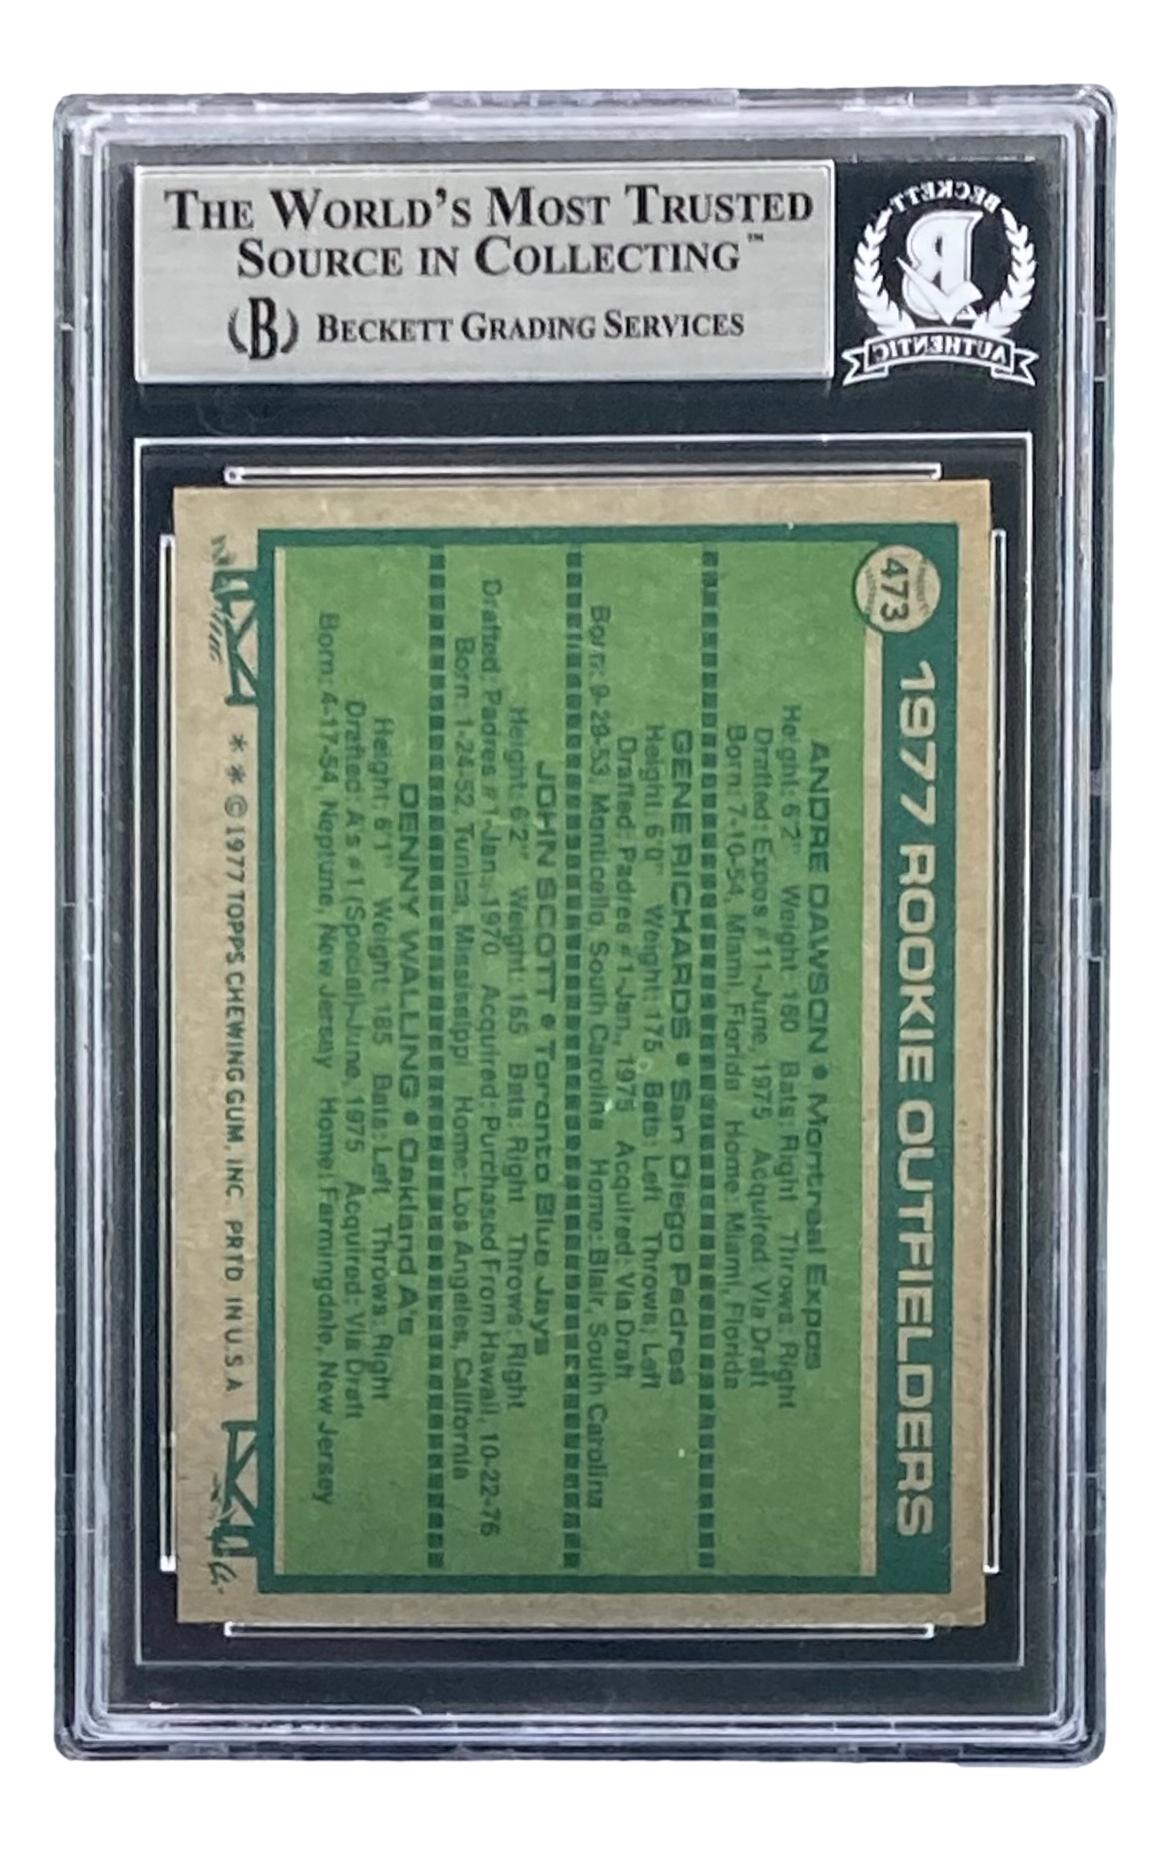 THE WORLD'S MOST TRUSTED
SOURCE IN COLLECTING™
(B) BECKETT GRADING SERVICES
BECKETT
B
AUTHENTIC
473
1977 ROOKIE OUTFIELDERS
ANDRE DAWSON • Montreal Expos
Height: 6'2" Weight: 180 Bats: Right Throws: Right
Drafted: Expos #11-June, 1975 Acquired: Via Draft
Born: 7-10-54, Miami, Florida Home: Miami, Florida
GENE RICHARDS • San Diego Padres
Height: 6'0" Weight: 175 Bats: Left Throws: Left
Drafted: Padres #1-Jan., 1975 Acquired: Via Draft
Born: 9-29-53, Monticello, South Carolina Home: Blair, South Carolina
JOHN SCOTT • Toronto Blue Jays
Height: 6'2" Weight: 165 Bats: Right Throws: Right
Drafted: Padres #1-Jan., 1970 Acquired: Purchased From Hawaii, 10-22-76
Born: 1-24-52, Tunica, Mississippi Home: Los Angeles, California
DENNY WALLING • Oakland A's
Height: 6'1" Weight: 185 Bats: Left Throws: Right
Drafted: A's #1 (Special)-June, 1975 Acquired: Via Draft
Born: 4-17-54, Neptune, New Jersey Home: Farmingdale, New Jersey
* * © 1977 TOPPS CHEWING GUM, INC. PRTD IN U.S.A.